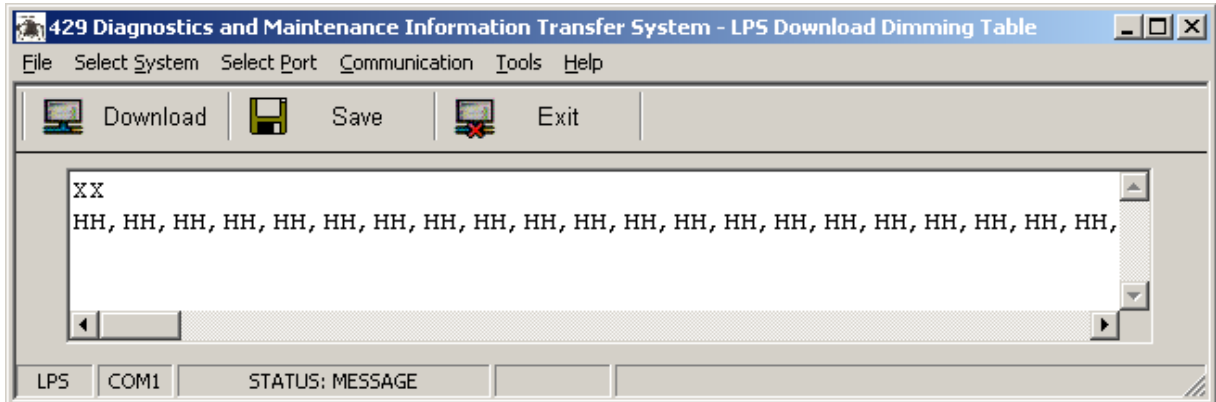 429 Diagnostics and Maintenance Information Transfer System - LPS Download Dimming Table
File Select System Select Port Communication Tools Help
Download Save Exit
XX
HH, HH, HH, HH, HH, HH, HH, HH, HH, HH, HH, HH, HH, HH, HH, HH, HH, HH, HH, HH, HH,
LPS COM1 STATUS: MESSAGE